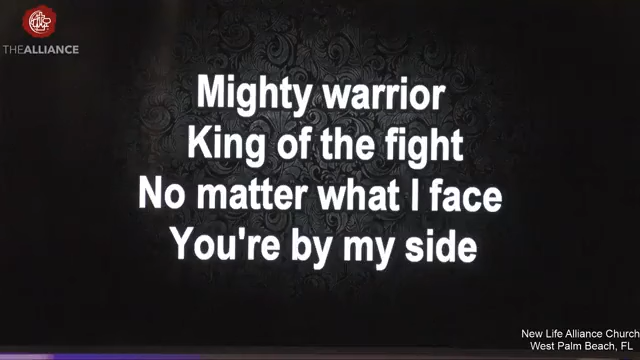 THEALLIANCE
Mighty warrior
King of the fight
No matter what I face
You're by my side
New Life Alliance Church
West Palm Beach, FL